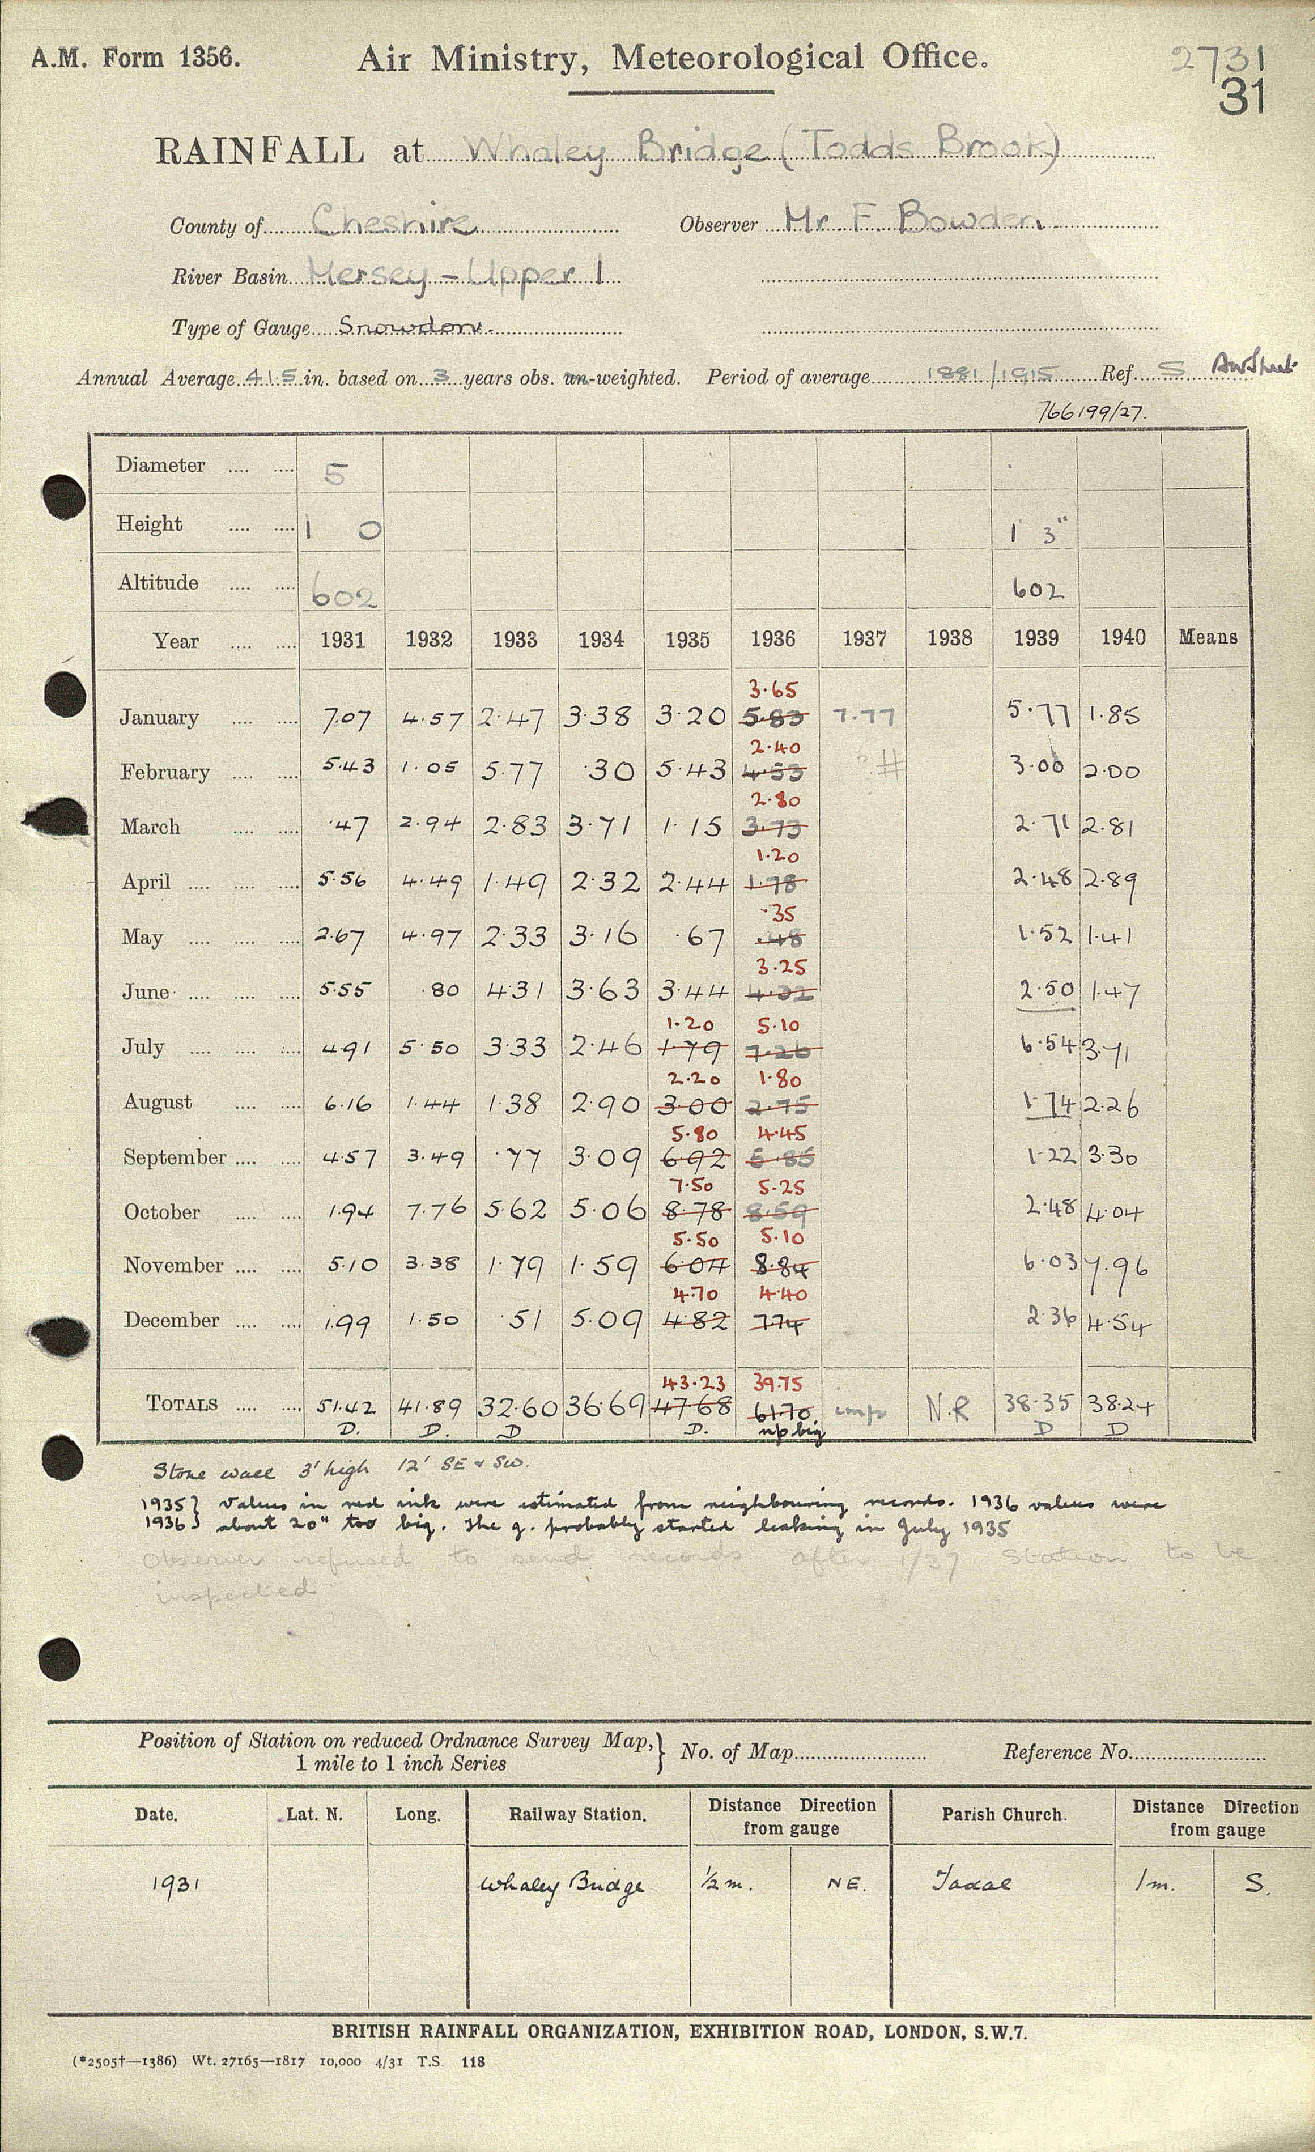 A.M. Form 1356. Air Ministry, Meteorological Office. 2731
31
RAINFALL at Whaley Bridge (Todds Brook)
County of Cheshire Observer Mr F. Bowden
River Basin Mersey - Upper 1
Type of Gauge Snowdon
Annual Average 41.5 in. based on 3 years obs. un-weighted. Period of average 1881/1915 Ref. S
766199/27.
Diameter .... .... 5
Height .... .... 1 0 1' 3"
Altitude .... .... 602 602
Year .... .... 1931 1932 1933 1934 1935 1936 1937 1938 1939 1940 Means
3.65
January .... .... 7.07 4.57 2.47 3.38 3.20 5.83 7.77 5.77 1.85
2.40
February .... .... 5.43 1.05 5.77 .30 5.43 4.53 3.00 2.00
2.80
March .... .... .47 2.94 2.83 3.71 1.15 3.73 2.71 2.81
1.20
April .... .... .... 5.56 4.49 1.49 2.32 2.44 1.78 2.48 2.89
.35
May .... .... .... 2.67 4.97 2.33 3.16 .67 .48 1.52 1.41
3.25
June .... .... .... 5.55 .80 4.31 3.63 3.44 4.32 2.50 1.47
1.20 5.10
July .... .... .... 4.91 5.50 3.33 2.46 1.79 7.26 6.54 3.71
2.20 1.80
August .... .... 6.16 1.44 1.38 2.90 3.00 2.75 1.74 2.26
5.80 4.45
September .... .... 4.57 3.49 .77 3.09 6.92 5.85 1.22 3.30
7.50 5.25
October .... .... 1.94 7.76 5.62 5.06 8.78 8.59 2.48 4.04
5.50 5.10
November .... .... 5.10 3.38 1.79 1.59 6.04 8.84 6.03 7.96
4.70 4.40
December .... .... 1.99 1.50 .51 5.09 4.82 7.74 2.36 4.54
43.23 39.75
TOTALS .... .... 51.42 41.89 32.60 36.69 47.68 61.70 imp N.R 38.35 38.24
D. D. D D. up big D D
Stone wall 3' high 12' SE & SW.
1935} Values in red ink were estimated from neighbouring records. 1936 values were
1936} about 20" too big. The g. probably started leaking in July 1935
Observer refused to send records after 1/37 Station to be
inspected
Position of Station on reduced Ordnance Survey Map,} No. of Map Reference No.
1 mile to 1 inch Series
Date. Lat. N. Long. Railway Station. Distance Direction from gauge Parish Church. Distance Direction from gauge
1931 Whaley Bridge ½ m. NE. Taxal 1 m. S.
BRITISH RAINFALL ORGANIZATION, EXHIBITION ROAD, LONDON, S.W.7.
(*2505†—1386) Wt. 27165—1817 10,000 4/31 T.S. 118